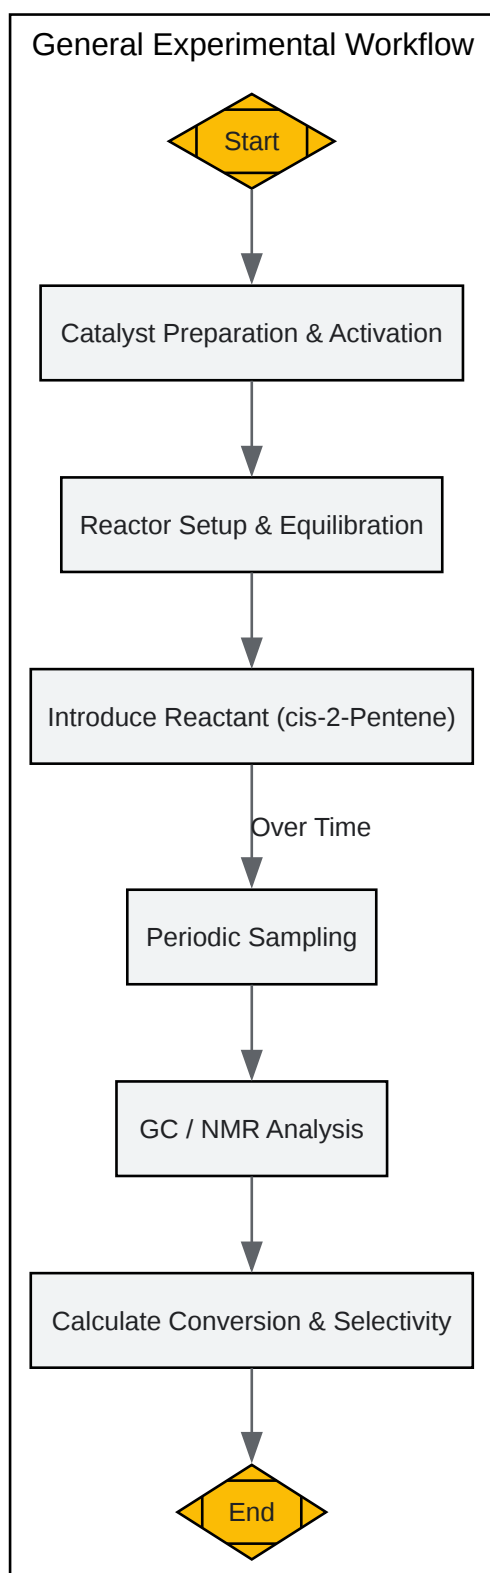 General Experimental Workflow
Start
Catalyst Preparation & Activation
Reactor Setup & Equilibration
Introduce Reactant (cis-2-Pentene)
Over Time
Periodic Sampling
GC / NMR Analysis
Calculate Conversion & Selectivity
End